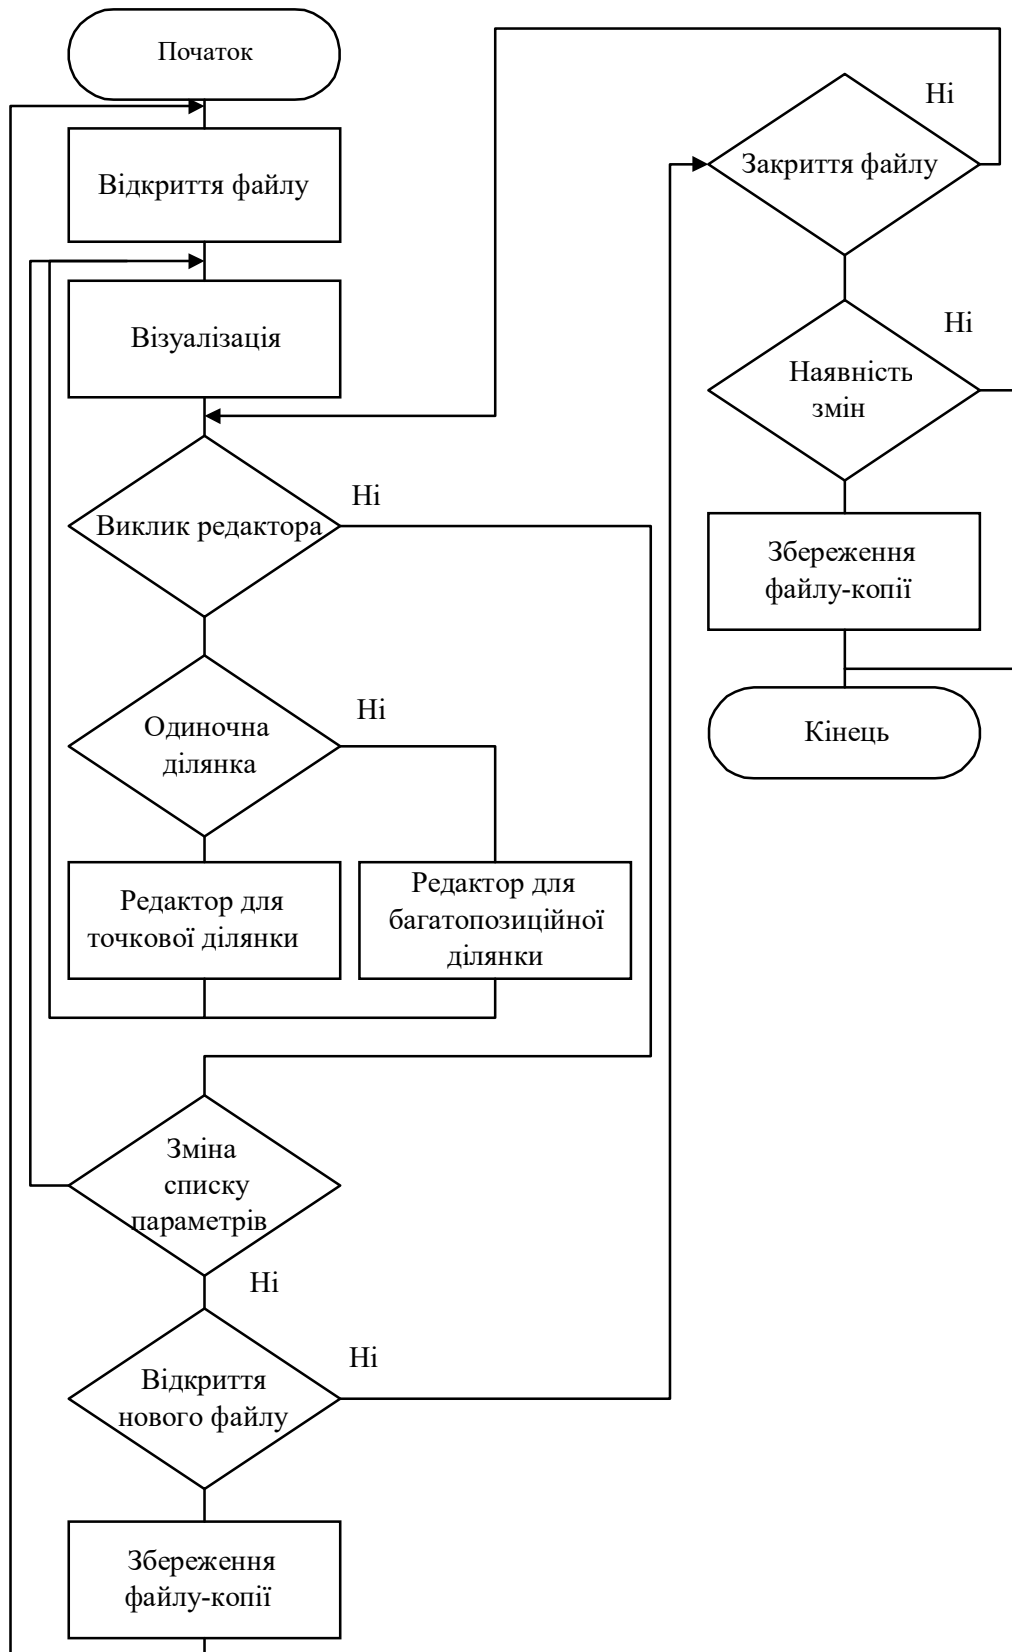 Початок
Відкриття файлу
Візуалізація
Ні
Виклик редактора
Ні
Одиночна
ділянка
Редактор для
точкової ділянки
Редактор для
багатопозиційної
ділянки
Зміна
списку
параметрів
Ні
Ні
Відкриття
нового файлу
Збереження
файлу-копії
Ні
Закриття файлу
Ні
Наявність
змін
Збереження
файлу-копії
Кінець